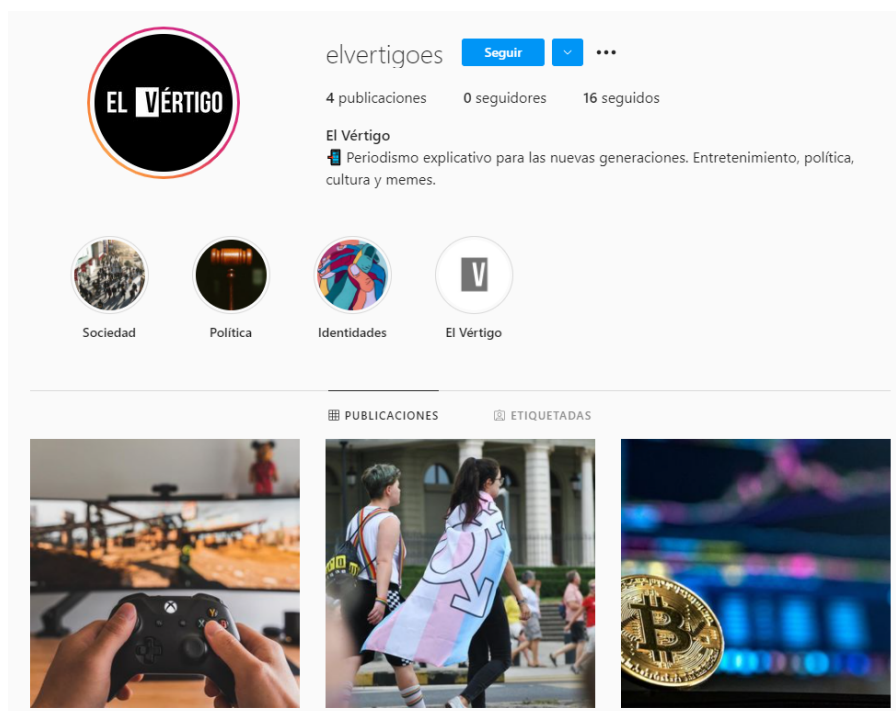 EL VÉRTIGO
elvertigoes Seguir
4 publicaciones 0 seguidores 16 seguidos
El Vértigo
Periodismo explicativo para las nuevas generaciones. Entretenimiento, política,
cultura y memes.
V
Sociedad Política Identidades El Vértigo
PUBLICACIONES ETIQUETADAS